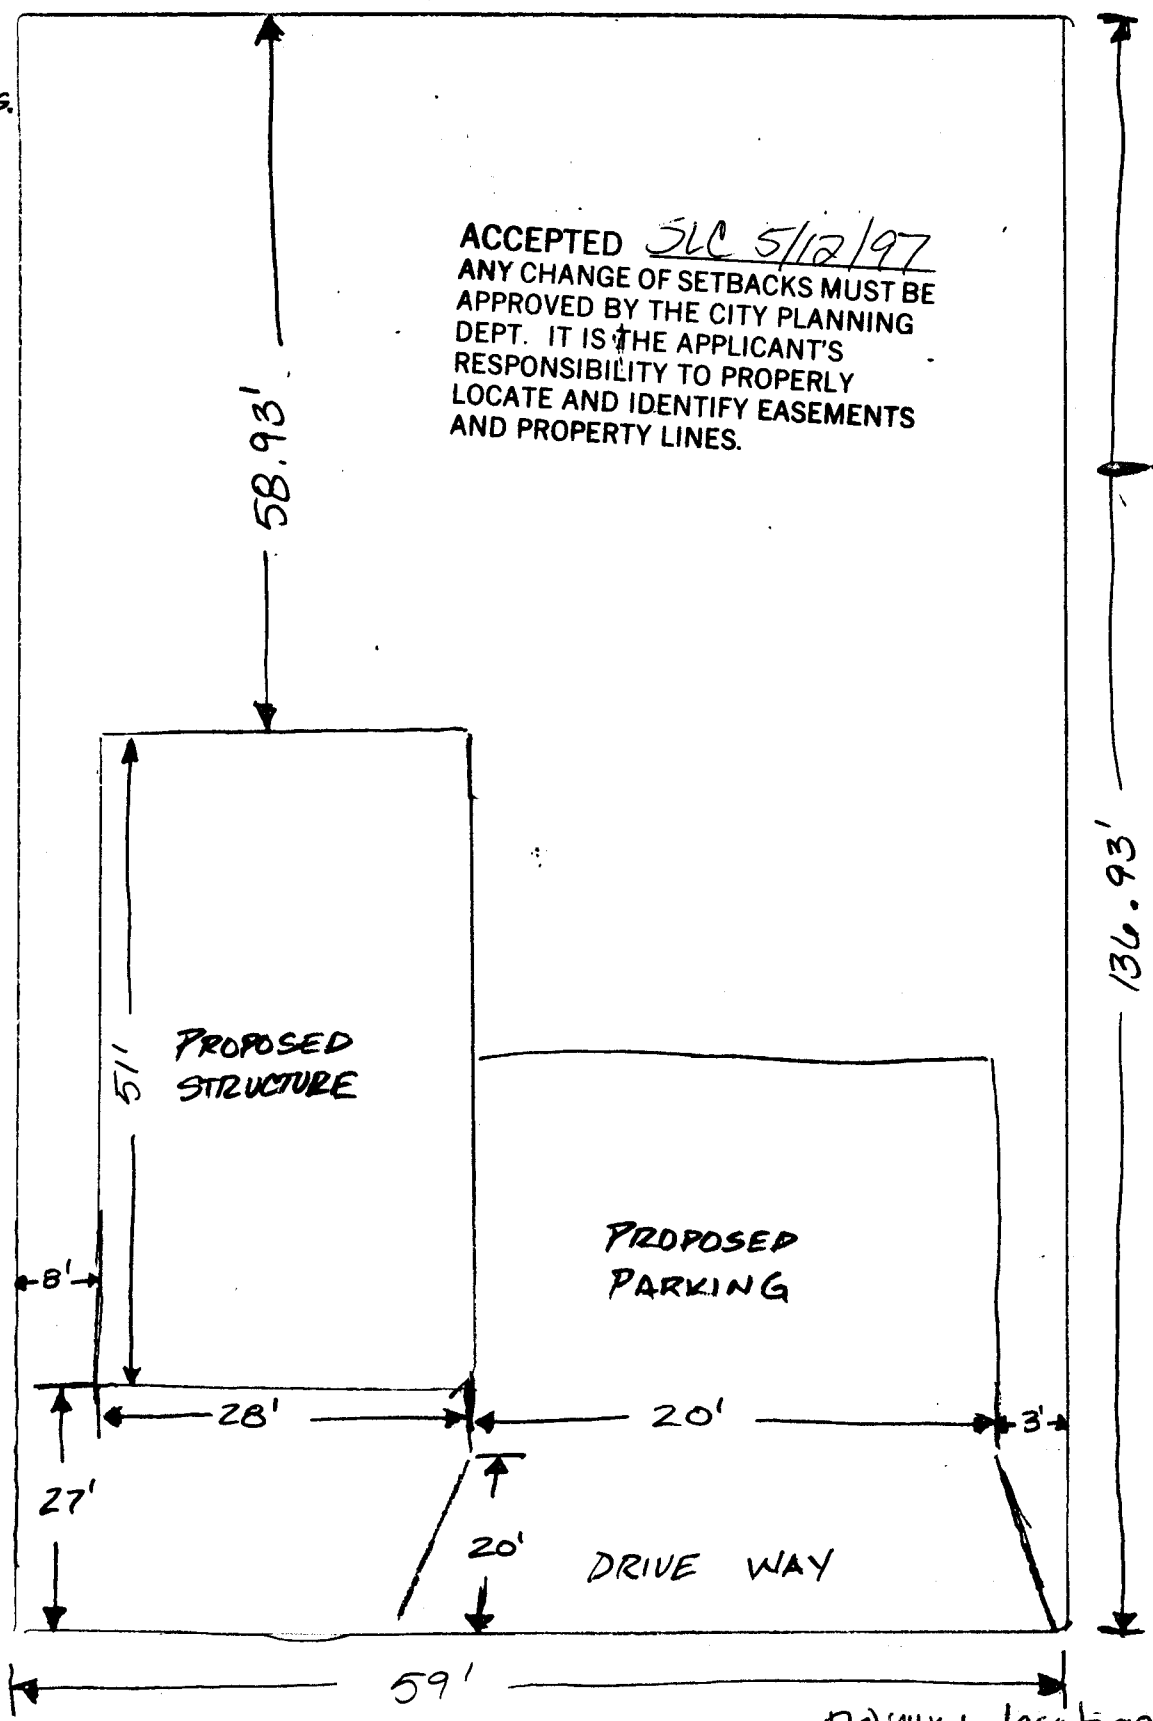 s.
ACCEPTED SLC 5/12/97
ANY CHANGE OF SETBACKS MUST BE
APPROVED BY THE CITY PLANNING
DEPT. IT IS THE APPLICANT'S
RESPONSIBILITY TO PROPERLY
LOCATE AND IDENTIFY EASEMENTS
AND PROPERTY LINES.
58.93'
136.93'
51'
PROPOSED
STRUCTURE
PROPOSED
PARKING
8'
28'
20'
3'
27'
20'
DRIVE WAY
59'
location